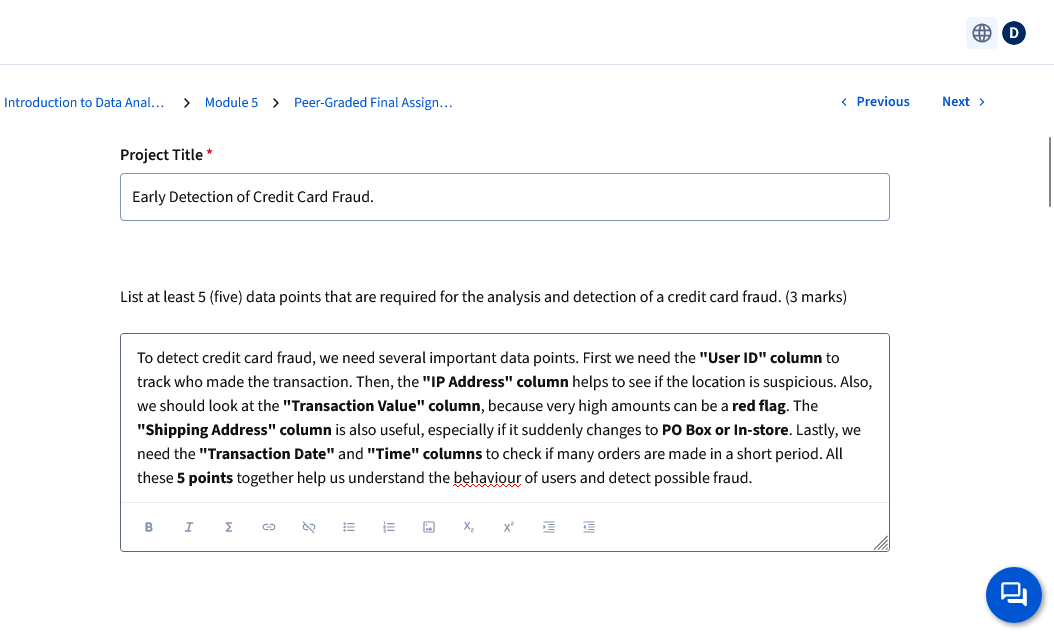 D
Introduction to Data Anal... > Module 5 > Peer-Graded Final Assign...
< Previous Next >
Project Title *
Early Detection of Credit Card Fraud.
List at least 5 (five) data points that are required for the analysis and detection of a credit card fraud. (3 marks)
To detect credit card fraud, we need several important data points. First we need the "User ID" column to
track who made the transaction. Then, the "IP Address" column helps to see if the location is suspicious. Also,
we should look at the "Transaction Value" column, because very high amounts can be a red flag. The
"Shipping Address" column is also useful, especially if it suddenly changes to PO Box or In-store. Lastly, we
need the "Transaction Date" and "Time" columns to check if many orders are made in a short period. All
these 5 points together help us understand the behaviour of users and detect possible fraud.
B I Σ X₂ X²